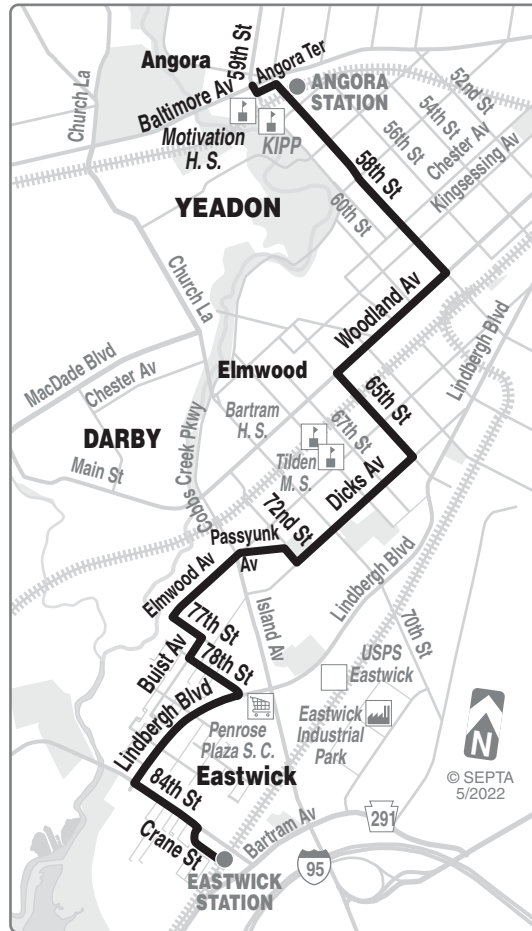 Angora
59th St
Angora Ter
Church La
Baltimore Av
ANGORA
STATION
52nd St
54th St
56th St
Chester Av
Kingsessing Av
Motivation
H. S.
KIPP
58th St
YEADON
60th St
Church La
Woodland Av
Lindbergh Blvd
MacDade Blvd
Chester Av
Elmwood
65th St
Bartram
H. S.
67th St
DARBY
Main St
Cobbs Creek Pkwy
Tilden
M. S.
Dicks Av
72nd St
Passyunk
Av
Elmwood Av
Lindbergh Blvd
Island Av
77th St
70th St
Buist Av
78th St
USPS
Eastwick
Lindbergh Blvd
Penrose
Plaza S. C.
Eastwick
Industrial
Park
N
Eastwick
© SEPTA
5/2022
84th St
Crane St
Bartram Av
291
EASTWICK
STATION
95